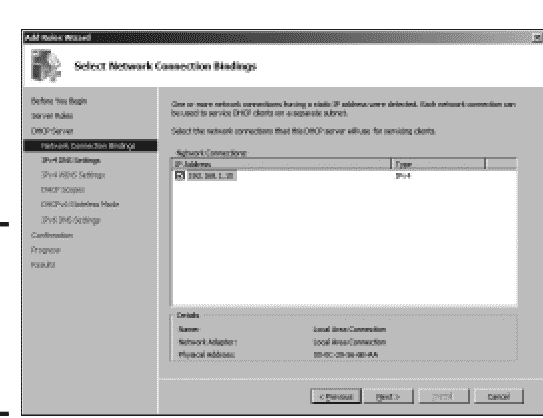 Add Roles Wizard
Select Network Connection Bindings
Before You Begin
Server Roles
DHCP Server
Network Connection Bindings
IPv4 DNS Settings
IPv4 WINS Settings
DHCP Scopes
DHCPv6 Stateless Mode
IPv6 DNS Settings
Confirmation
Progress
Results
One or more network connections having a static IP address were detected. Each network connection can
be used to service DHCP clients on a separate subnet.
Select the network connections that this DHCP server will use for servicing clients.
Network Connections:
IP Address Type
192.168.1.10 IPv4
Details
Name: Local Area Connection
Network Adapter: Local Area Connection
Physical Address:
< Previous Next > Install Cancel